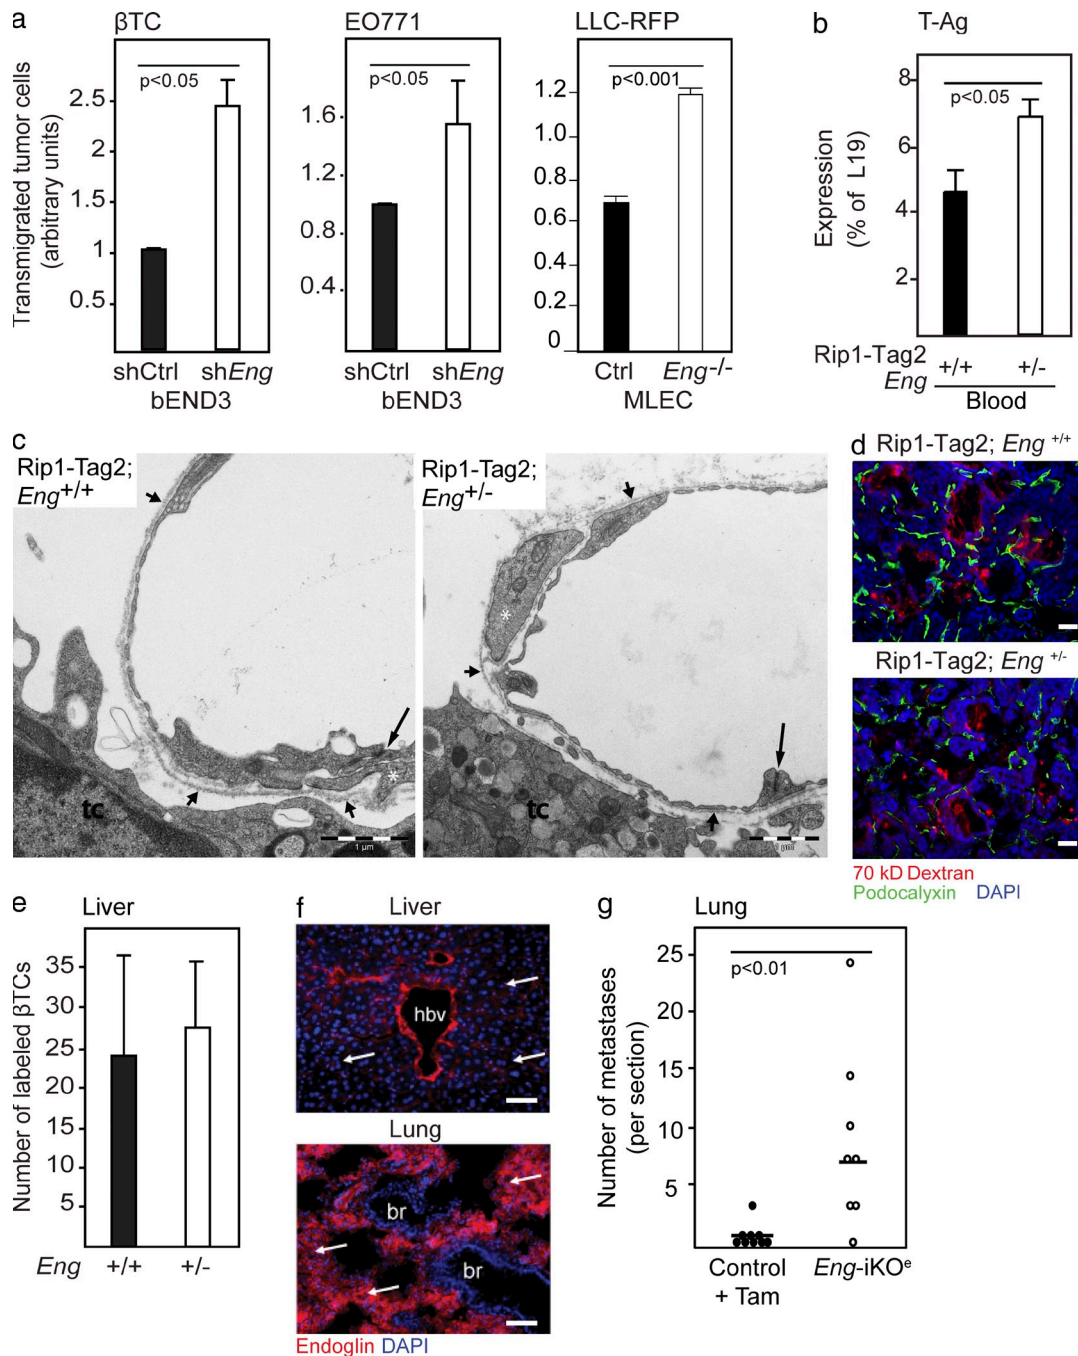 a
βTC
EO771
LLC-RFP
Transmigrated tumor cells
(arbitrary units)
p<0.05
2.5
2
1.5
1
0.5
shCtrl shEng
bEND3
p<0.05
1.6
1.2
0.8
0.4
shCtrl shEng
bEND3
p<0.001
1.2
1.0
0.8
0.6
0.4
0.2
0
Ctrl Eng-/-
MLEC
b
T-Ag
Expression
(% of L19)
p<0.05
8
6
4
2
Rip1-Tag2
Eng +/+ +/-
Blood
c
Rip1-Tag2;
Eng+/+
*
tc
1 µm
Rip1-Tag2;
Eng+/-
*
tc
1 µm
d
Rip1-Tag2; Eng +/+
Rip1-Tag2; Eng +/-
70 kD Dextran
Podocalyxin DAPI
e
Liver
Number of labeled βTCs
35
30
25
20
15
10
5
Eng +/+ +/-
f
Liver
hbv
Lung
br
br
Endoglin DAPI
g
Lung
Number of metastases
(per section)
p<0.01
25
20
15
10
5
Control
+ Tam
Eng-iKOe